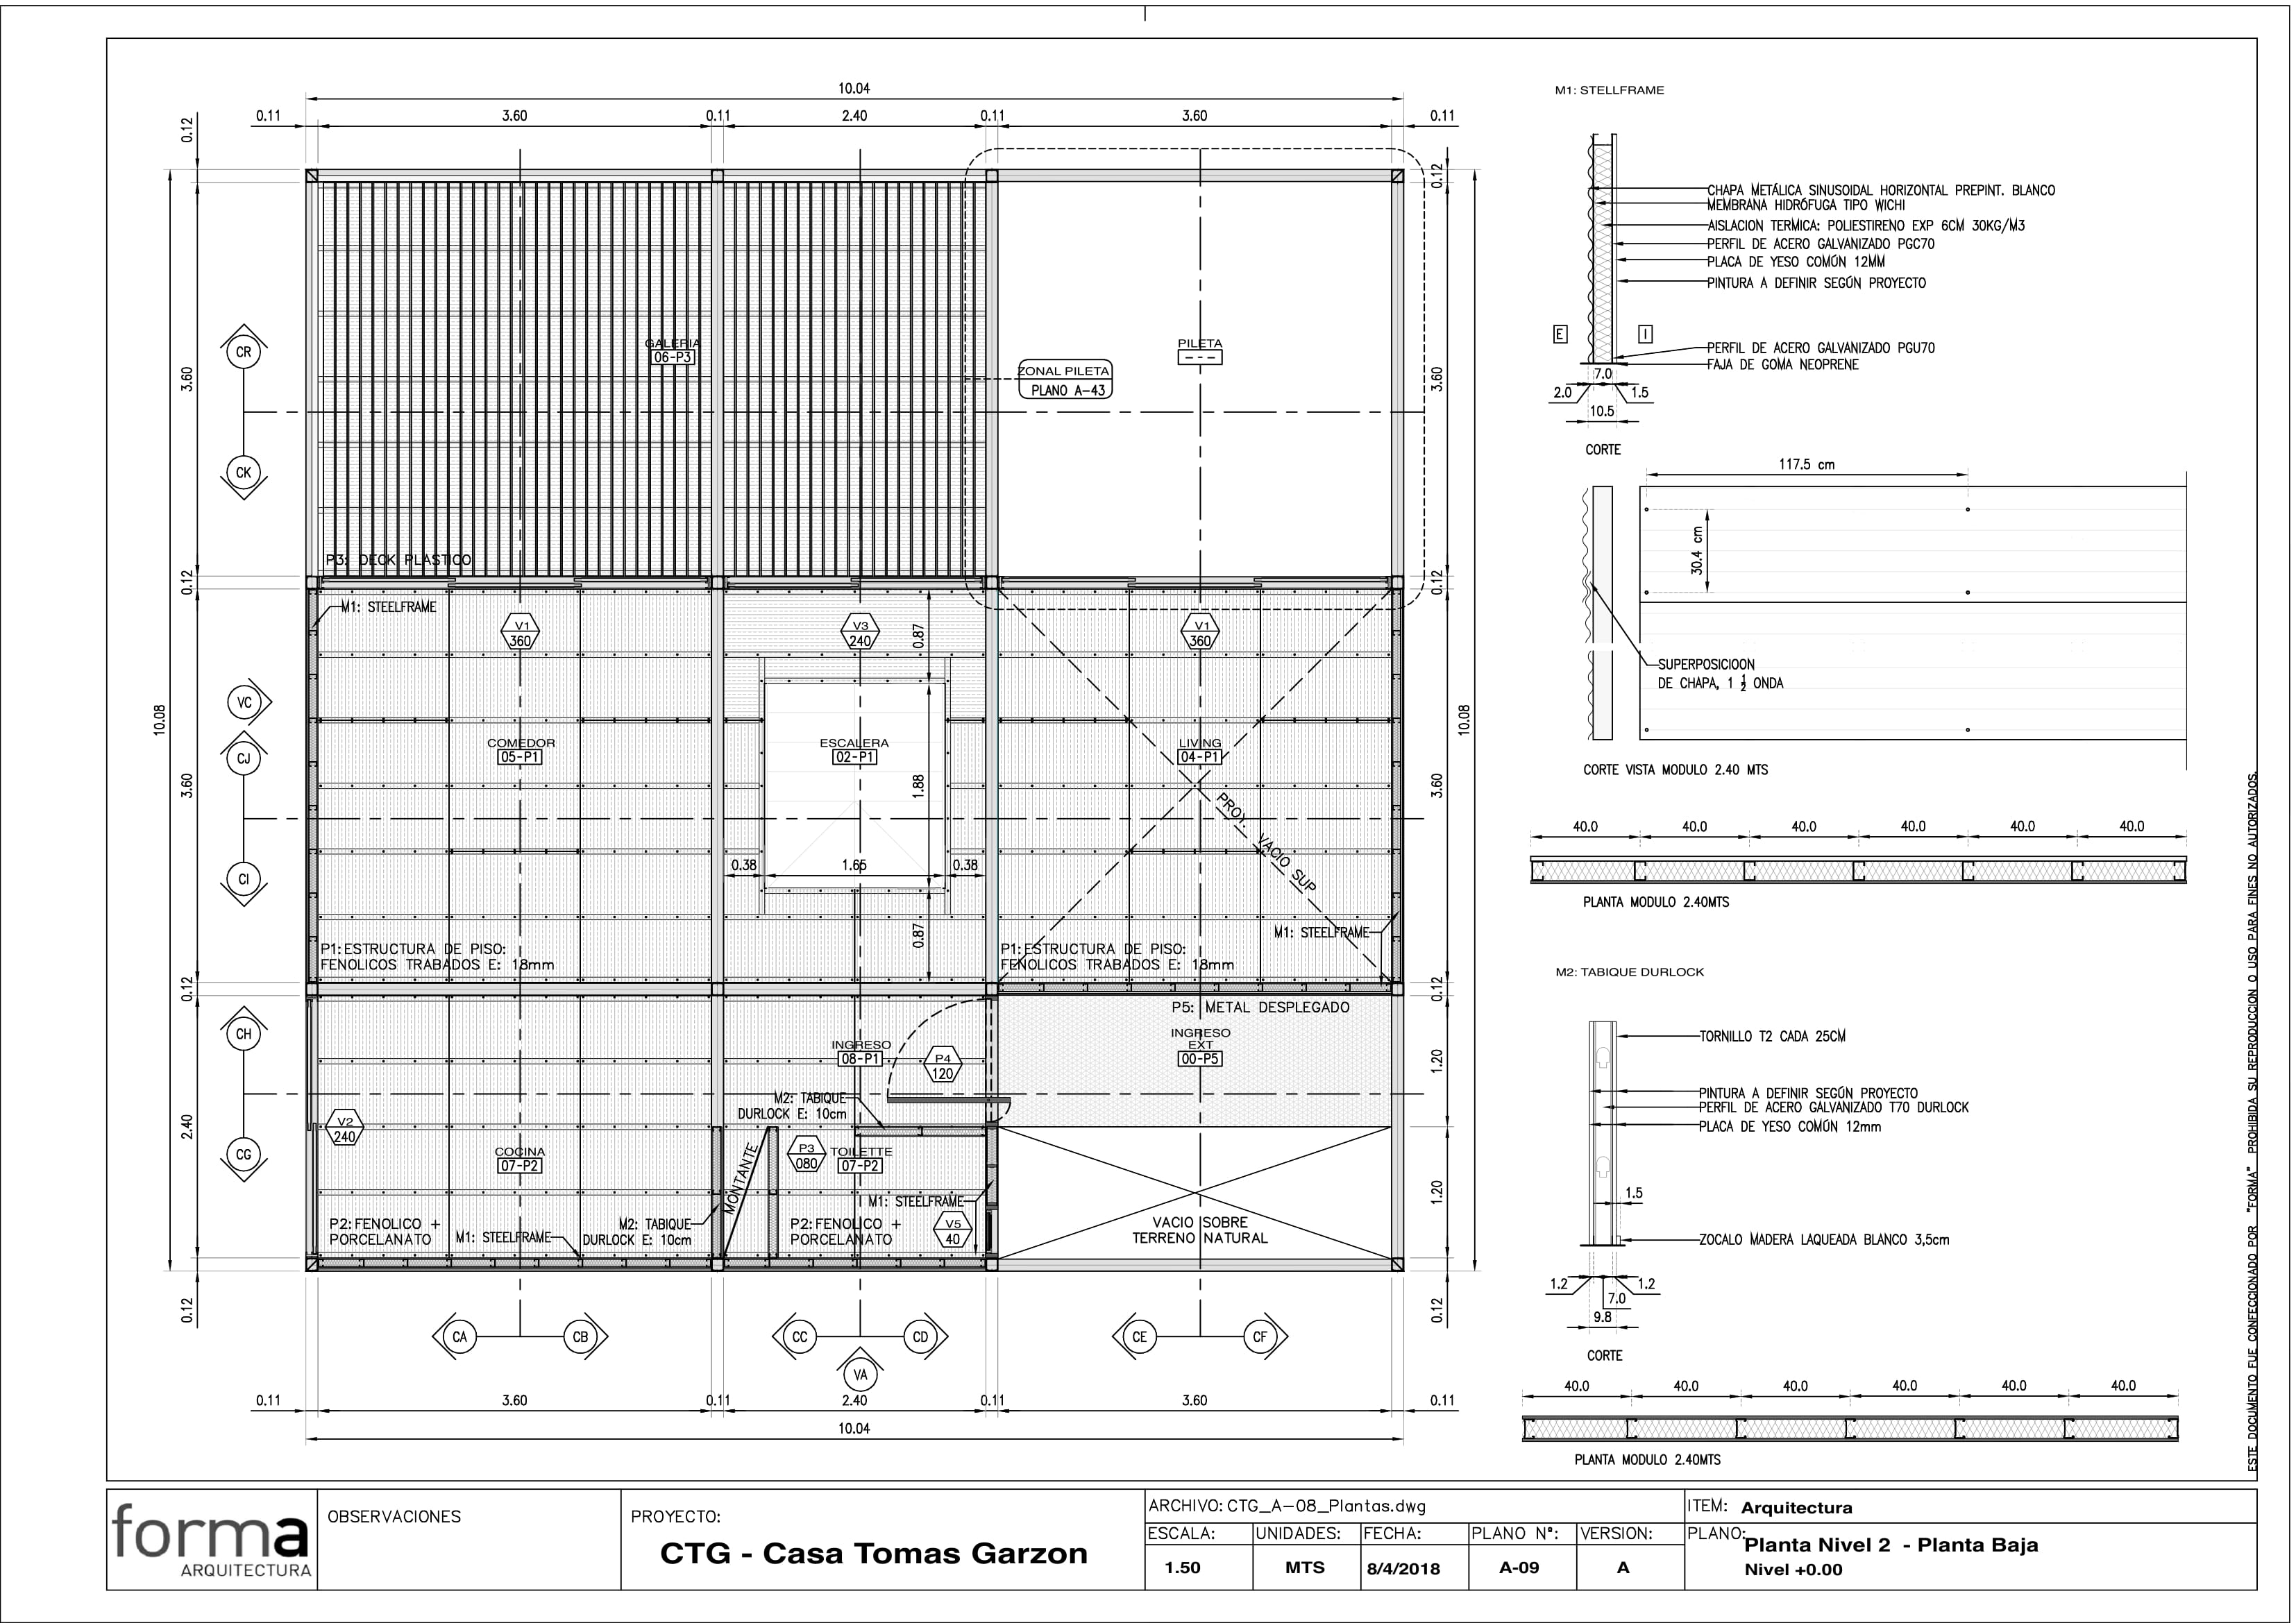 10.04
0.11 3.60 0.11 2.40 0.11 3.60 0.11
0.12
0.12
GALERIA
06-P3
PILETA
---
ZONAL PILETA
PLANO A-43
CR
CK
3.60
3.60
P3: DECK PLASTICO
0.12
0.12
M1: STEELFRAME
V1
360
V3
240
V1
360
0.87
VC
CJ
CI
10.08
10.08
COMEDOR
05-P1
ESCALERA
02-P1
LIVING
04-P1
3.60
3.60
1.88
PROY. VACIO SUP
0.38 1.65 0.38
0.87
M1: STEELFRAME
P1:ESTRUCTURA DE PISO:
FENOLICOS TRABADOS E: 18mm
P1:ESTRUCTURA DE PISO:
FENOLICOS TRABADOS E: 18mm
0.12
0.12
P5: METAL DESPLEGADO
CH
CG
INGRESO
08-P1
P4
120
INGRESO
EXT
00-P5
1.20
M2: TABIQUE
DURLOCK E: 10cm
V2
240
2.40
COCINA
07-P2
MONTANTE
P3
080
TOILETTE
07-P2
1.20
M1: STEELFRAME
P2:FENOLICO +
PORCELANATO
M1: STEELFRAME
M2: TABIQUE
DURLOCK E: 10cm
P2:FENOLICO +
PORCELANATO
V5
40
VACIO SOBRE
TERRENO NATURAL
0.12
0.12
CA
CB
CC
CD
VA
CE
CF
0.11 3.60 0.11 2.40 0.11 3.60 0.11
10.04
M1: STELLFRAME
CHAPA METÁLICA SINUSOIDAL HORIZONTAL PREPINT. BLANCO
MEMBRANA HIDRÓFUGA TIPO WICHI
AISLACION TERMICA: POLIESTIRENO EXP 6CM 30KG/M3
PERFIL DE ACERO GALVANIZADO PGC70
PLACA DE YESO COMÚN 12MM
PINTURA A DEFINIR SEGÚN PROYECTO
E
I
PERFIL DE ACERO GALVANIZADO PGU70
FAJA DE GOMA NEOPRENE
7.0
2.0 1.5
10.5
CORTE
117.5 cm
30.4 cm
SUPERPOSICIOON
DE CHAPA, 1 1/2 ONDA
CORTE VISTA MODULO 2.40 MTS
40.0 40.0 40.0 40.0 40.0 40.0
PLANTA MODULO 2.40MTS
M2: TABIQUE DURLOCK
TORNILLO T2 CADA 25CM
PINTURA A DEFINIR SEGÚN PROYECTO
PERFIL DE ACERO GALVANIZADO T70 DURLOCK
PLACA DE YESO COMÚN 12mm
1.5
ZOCALO MADERA LAQUEADA BLANCO 3,5cm
1.2 1.2
7.0
9.8
CORTE
40.0 40.0 40.0 40.0 40.0 40.0
PLANTA MODULO 2.40MTS
ESTE DOCUMENTO FUE CONFECCIONADO POR "FORMA" PROHIBIDA SU REPRODUCCION O USO PARA FINES NO AUTORIZADOS.
forma
ARQUITECTURA
OBSERVACIONES
PROYECTO:
CTG - Casa Tomas Garzon
ARCHIVO: CTG_A-08_Plantas.dwg
ESCALA: UNIDADES: FECHA: PLANO Nº: VERSION:
1.50 MTS 8/4/2018 A-09 A
ITEM: Arquitectura
PLANO: Planta Nivel 2 - Planta Baja
Nivel +0.00